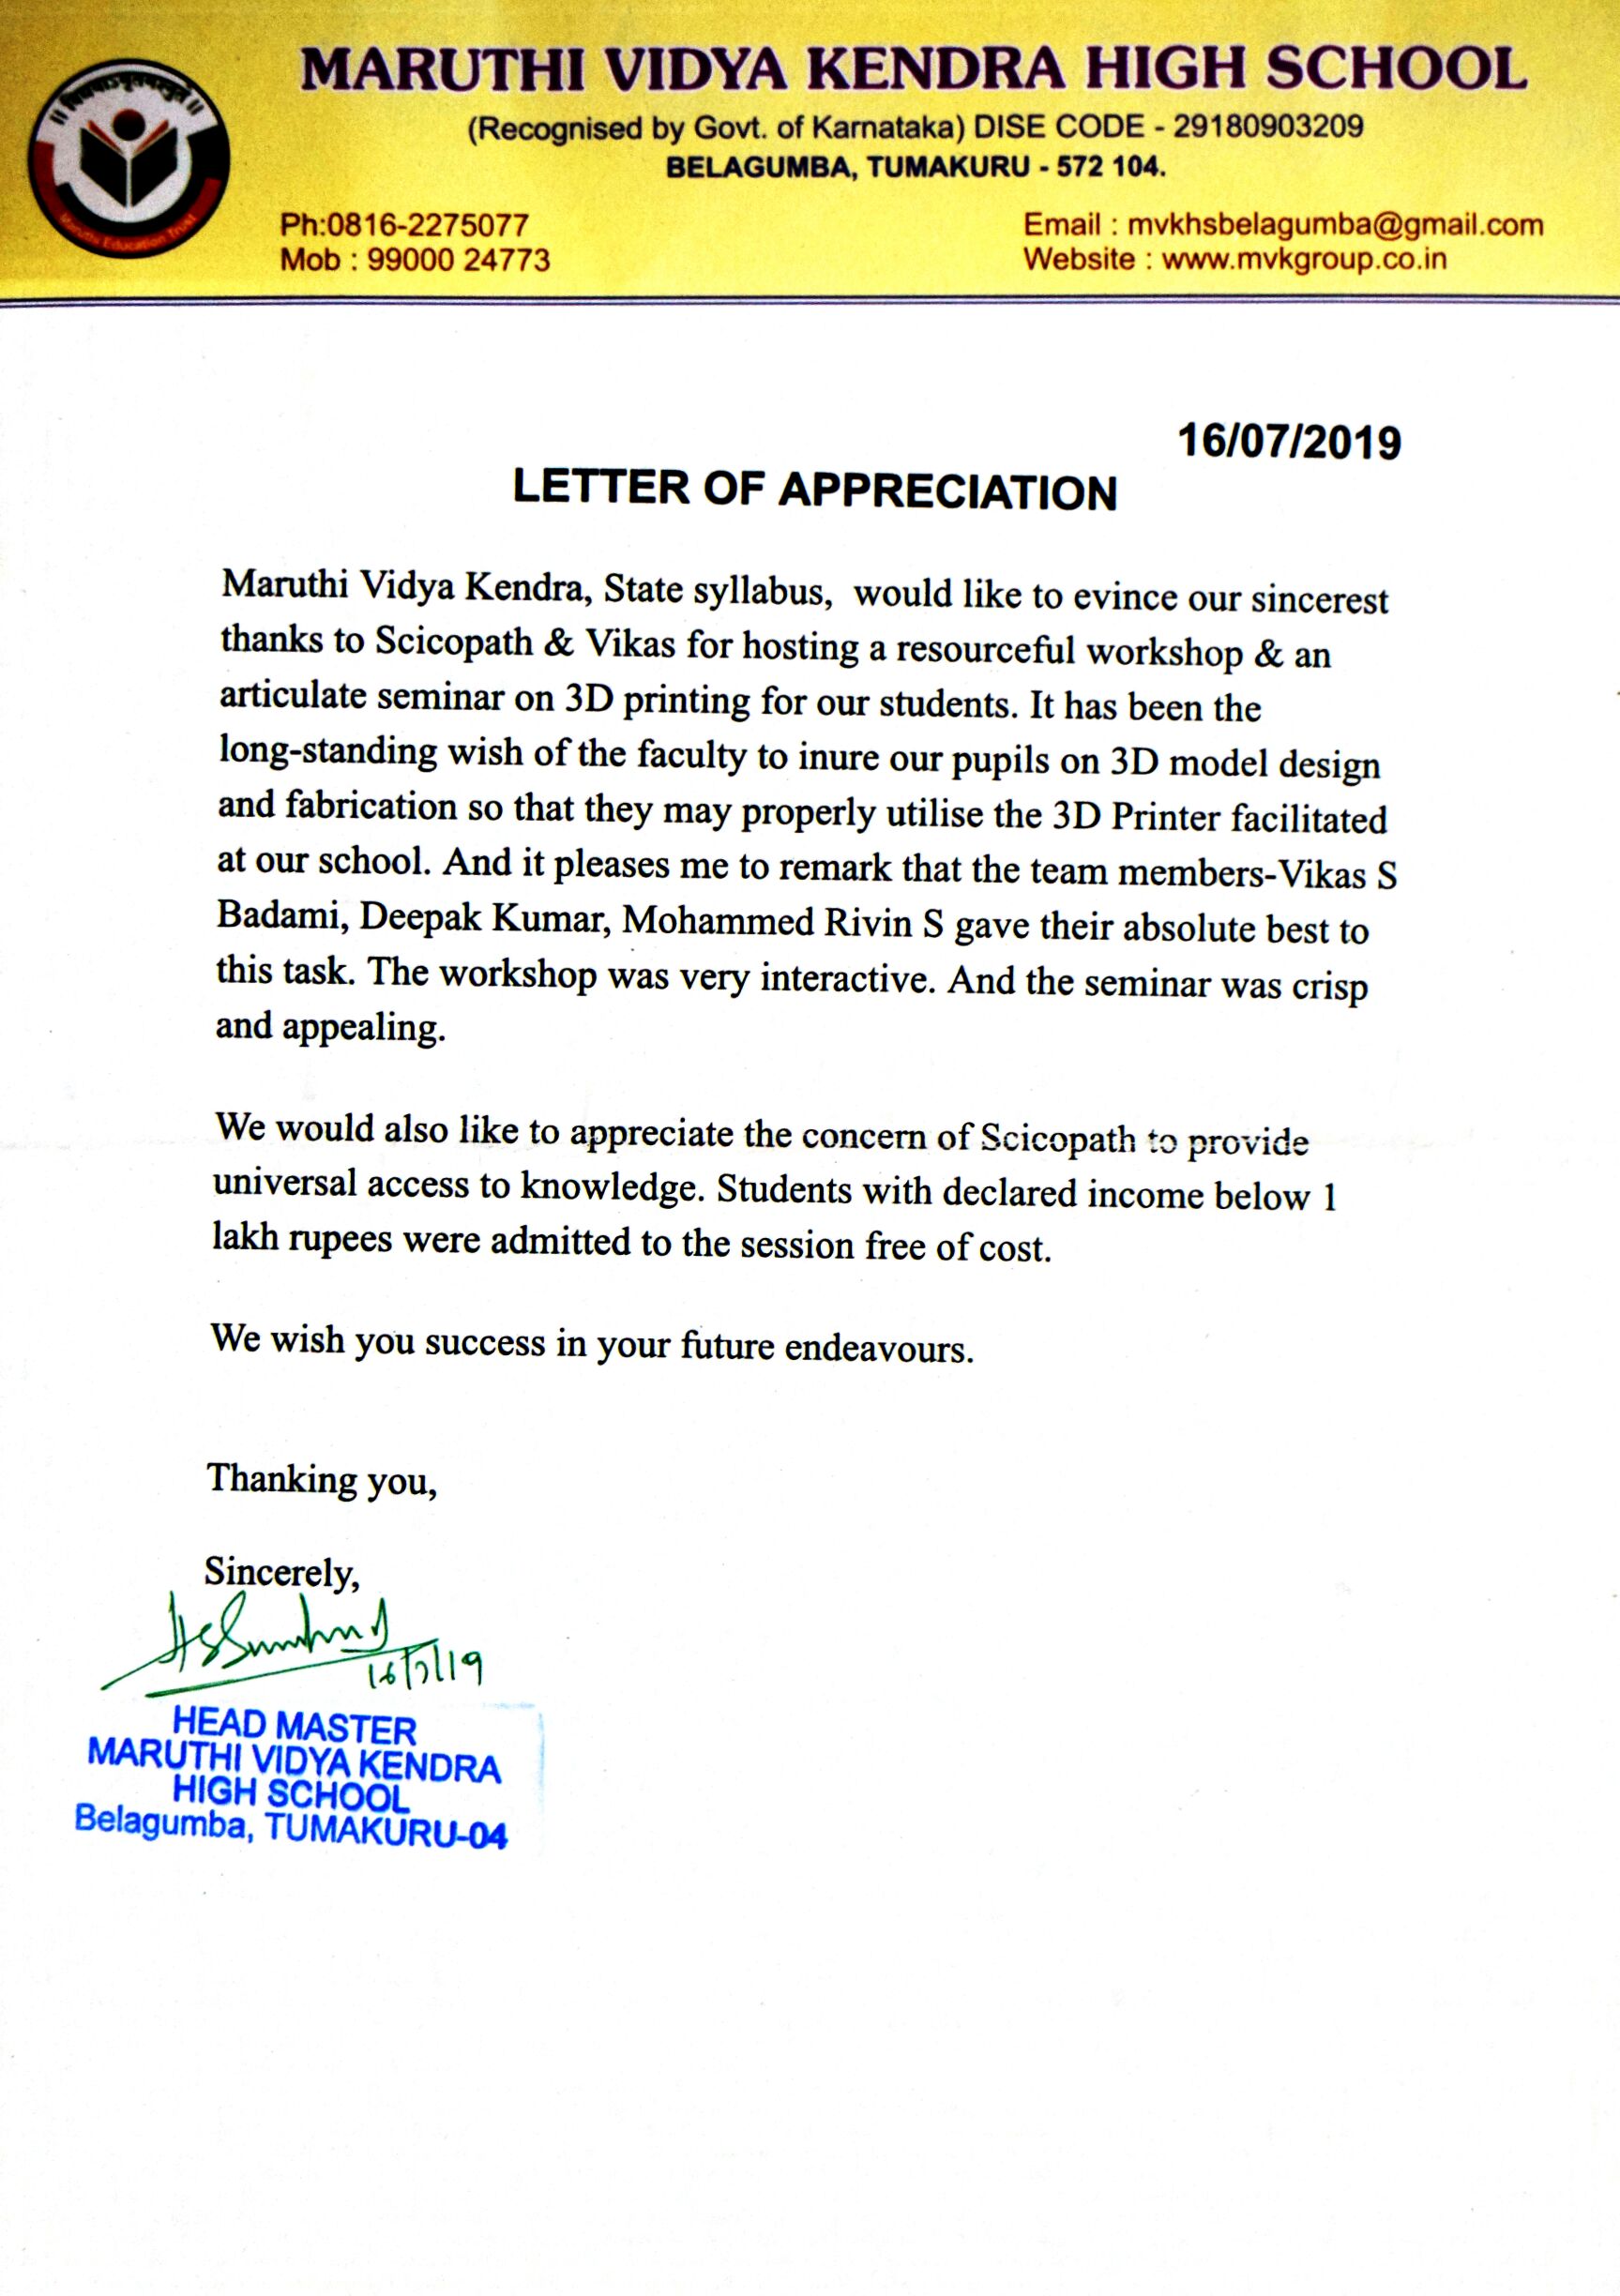 MARUTHI VIDYA KENDRA HIGH SCHOOL
(Recognised by Govt. of Karnataka) DISE CODE - 29180903209
BELAGUMBA, TUMAKURU - 572 104.
Ph:0816-2275077
Mob : 99000 24773
Email : mvkhsbelagumba@gmail.com
Website : www.mvkgroup.co.in
Maruthi Education Trust
16/07/2019
LETTER OF APPRECIATION
Maruthi Vidya Kendra, State syllabus,  would like to evince our sincerest
thanks to Scicopath & Vikas for hosting a resourceful workshop & an
articulate seminar on 3D printing for our students. It has been the
long-standing wish of the faculty to inure our pupils on 3D model design
and fabrication so that they may properly utilise the 3D Printer facilitated
at our school. And it pleases me to remark that the team members-Vikas S
Badami, Deepak Kumar, Mohammed Rivin S gave their absolute best to
this task. The workshop was very interactive. And the seminar was crisp
and appealing.
We would also like to appreciate the concern of Scicopath to provide
universal access to knowledge. Students with declared income below 1
lakh rupees were admitted to the session free of cost.
We wish you success in your future endeavours.
Thanking you,
Sincerely,
16/7/19
HEAD MASTER
MARUTHI VIDYA KENDRA
HIGH SCHOOL
Belagumba, TUMAKURU-04